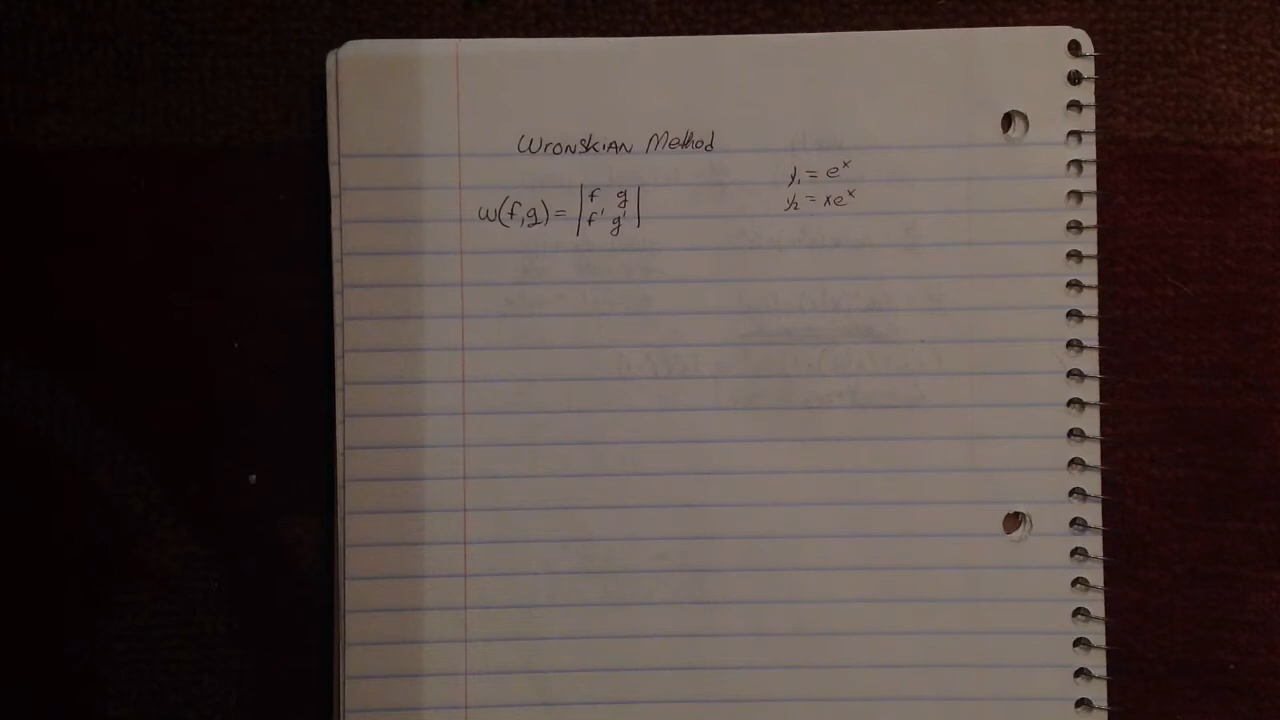 Wronskian Method
w(f,g) = | f g |
| f' g' |
y₁ = eˣ
y₂ = xeˣ